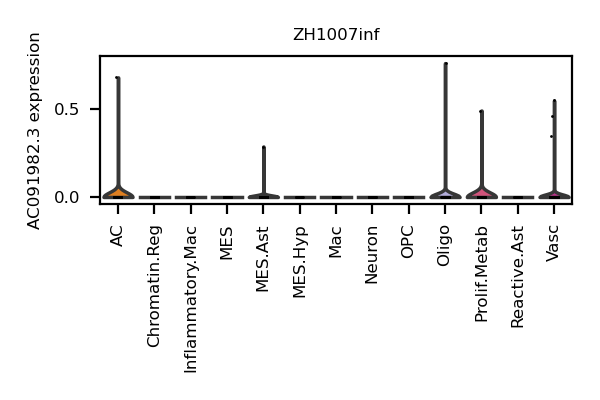 ZH1007inf
AC091982.3 expression
0.5
0.0
AC
Chromatin.Reg
Inflammatory.Mac
MES
MES.Ast
MES.Hyp
Mac
Neuron
OPC
Oligo
Prolif.Metab
Reactive.Ast
Vasc